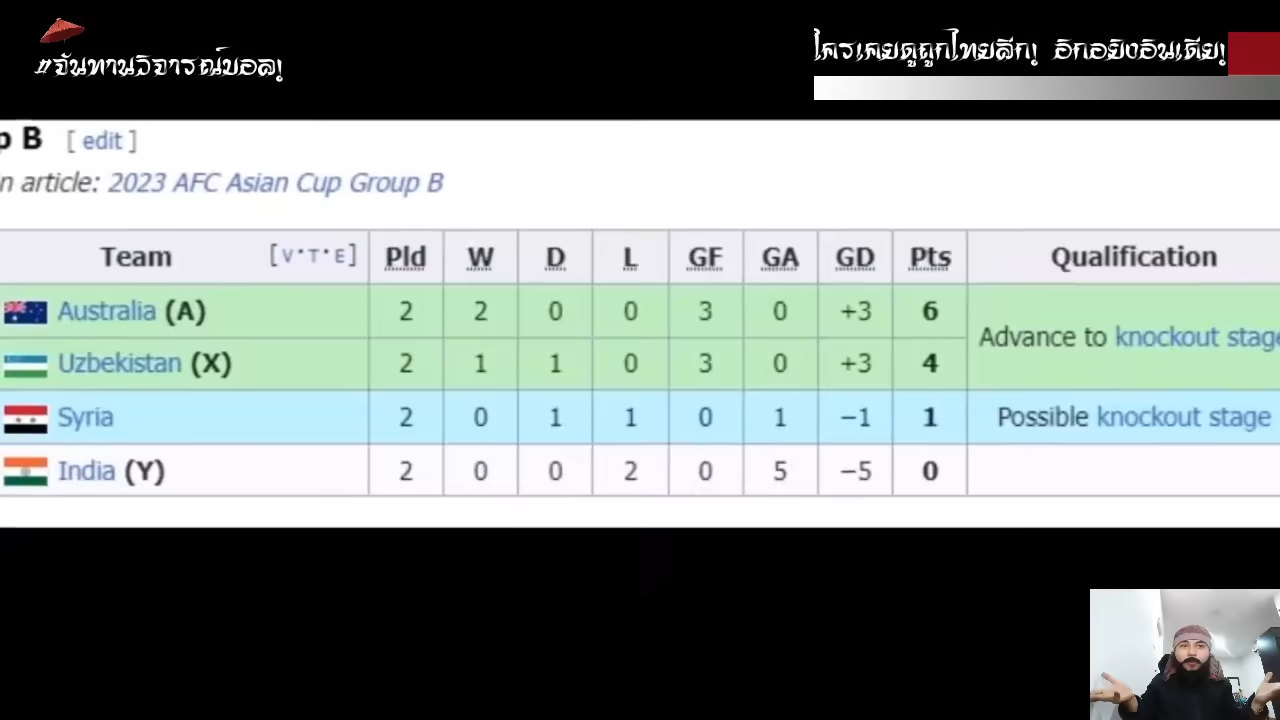 #จันทานวิจารณ์บอล!
ใครเคยดูถูกไทยลีก! อีกอยิ่งอินเดีย!
p B [ edit ]
n article: 2023 AFC Asian Cup Group B
Team [V·T·E] Pld W D L GF GA GD Pts Qualification
Australia (A) 2 2 0 0 3 0 +3 6
Advance to knockout stage
Uzbekistan (X) 2 1 1 0 3 0 +3 4
Syria 2 0 1 1 0 1 −1 1 Possible knockout stage
India (Y) 2 0 0 2 0 5 −5 0